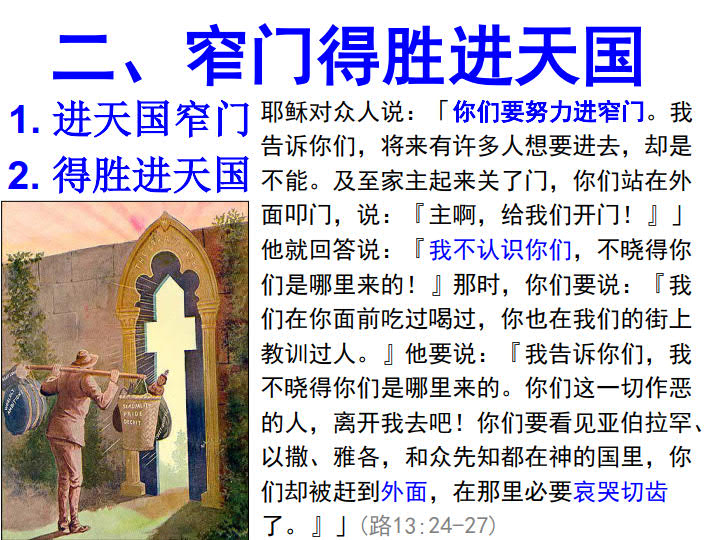 二、窄门得胜进天国
1. 进天国窄门
2. 得胜进天国
耶稣对众人说：「你们要努力进窄门。我
告诉你们，将来有许多人想要进去，却是
不能。及至家主起来关了门，你们站在外
面叩门，说：『主啊，给我们开门！』」
他就回答说：『我不认识你们，不晓得你
们是哪里来的！』那时，你们要说：『我
们在你面前吃过喝过，你也在我们的街上
教训过人。』他要说：『我告诉你们，我
不晓得你们是哪里来的。你们这一切作恶
的人，离开我去吧！你们要看见亚伯拉罕、
以撒、雅各，和众先知都在神的国里，你
们却被赶到外面，在那里必要哀哭切齿
了。』」(路13:24-27)
SENSUALITY
PRIDE
DECEIT